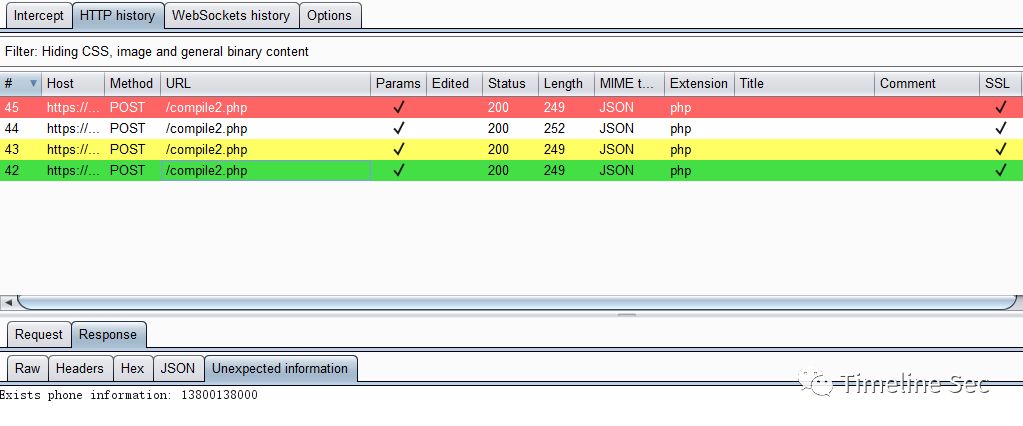 Intercept HTTP history WebSockets history Options
Filter: Hiding CSS, image and general binary content
# Host Method URL Params Edited Status Length MIME t... Extension Title Comment SSL
45 https://... POST /compile2.php ✓ 200 249 JSON php ✓
44 https://... POST /compile2.php ✓ 200 252 JSON php ✓
43 https://... POST /compile2.php ✓ 200 249 JSON php ✓
42 https://... POST /compile2.php ✓ 200 249 JSON php ✓
Request Response
Raw Headers Hex JSON Unexpected information
Exists phone information: 13800138000
Timeline Sec